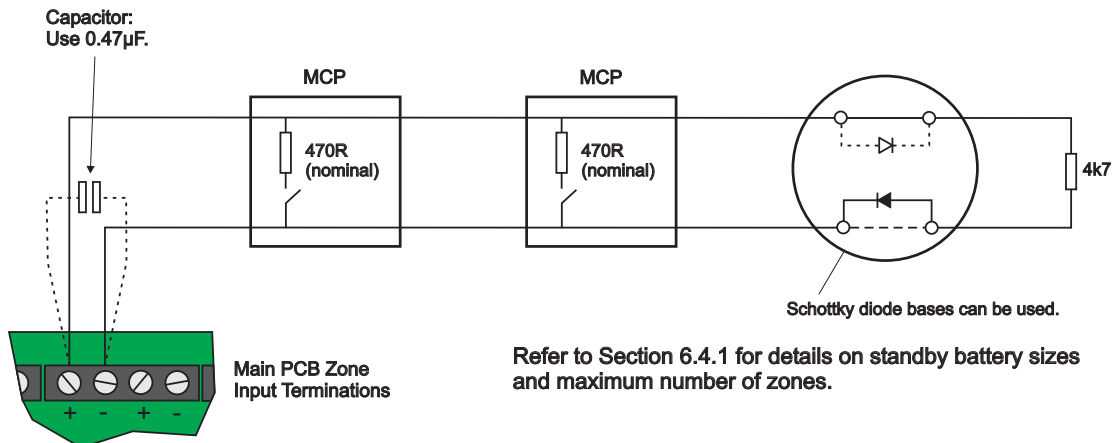 Capacitor:
Use 0.47µF.
MCP
MCP
470R
(nominal)
470R
(nominal)
4k7
Schottky diode bases can be used.
Main PCB Zone
Input Terminations
Refer to Section 6.4.1 for details on standby battery sizes
and maximum number of zones.
+ - + -